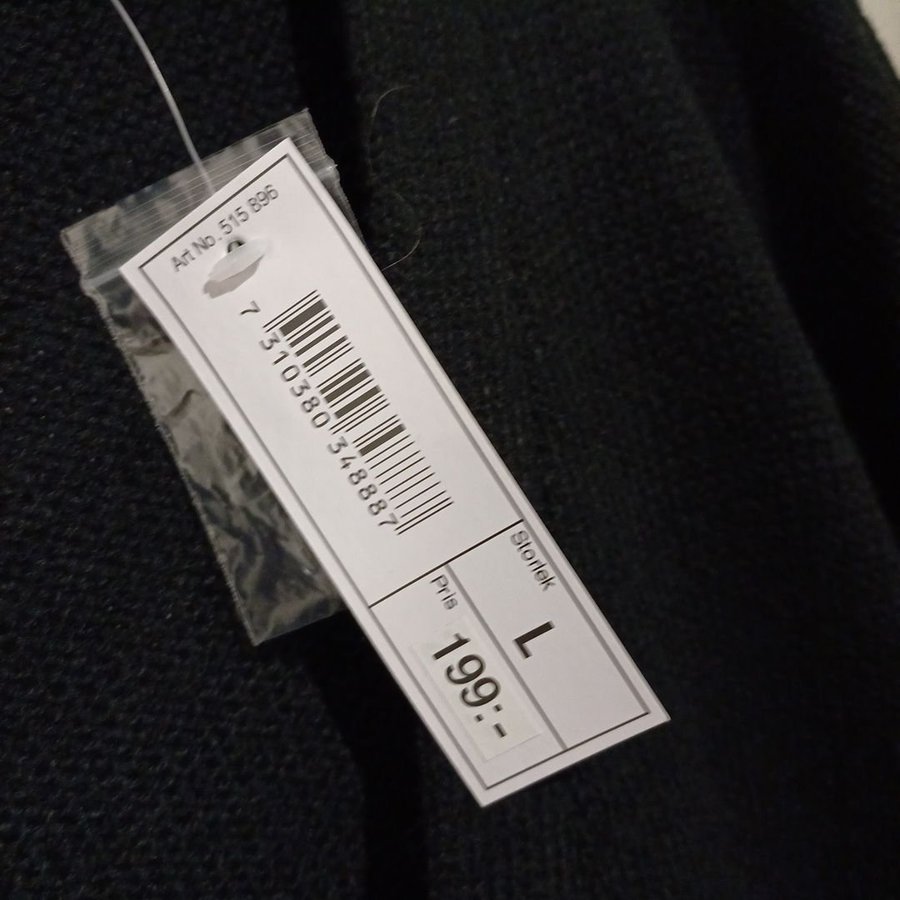 Art No. 515 896
7 310380 348887
Storlek
L
Pris
199:-